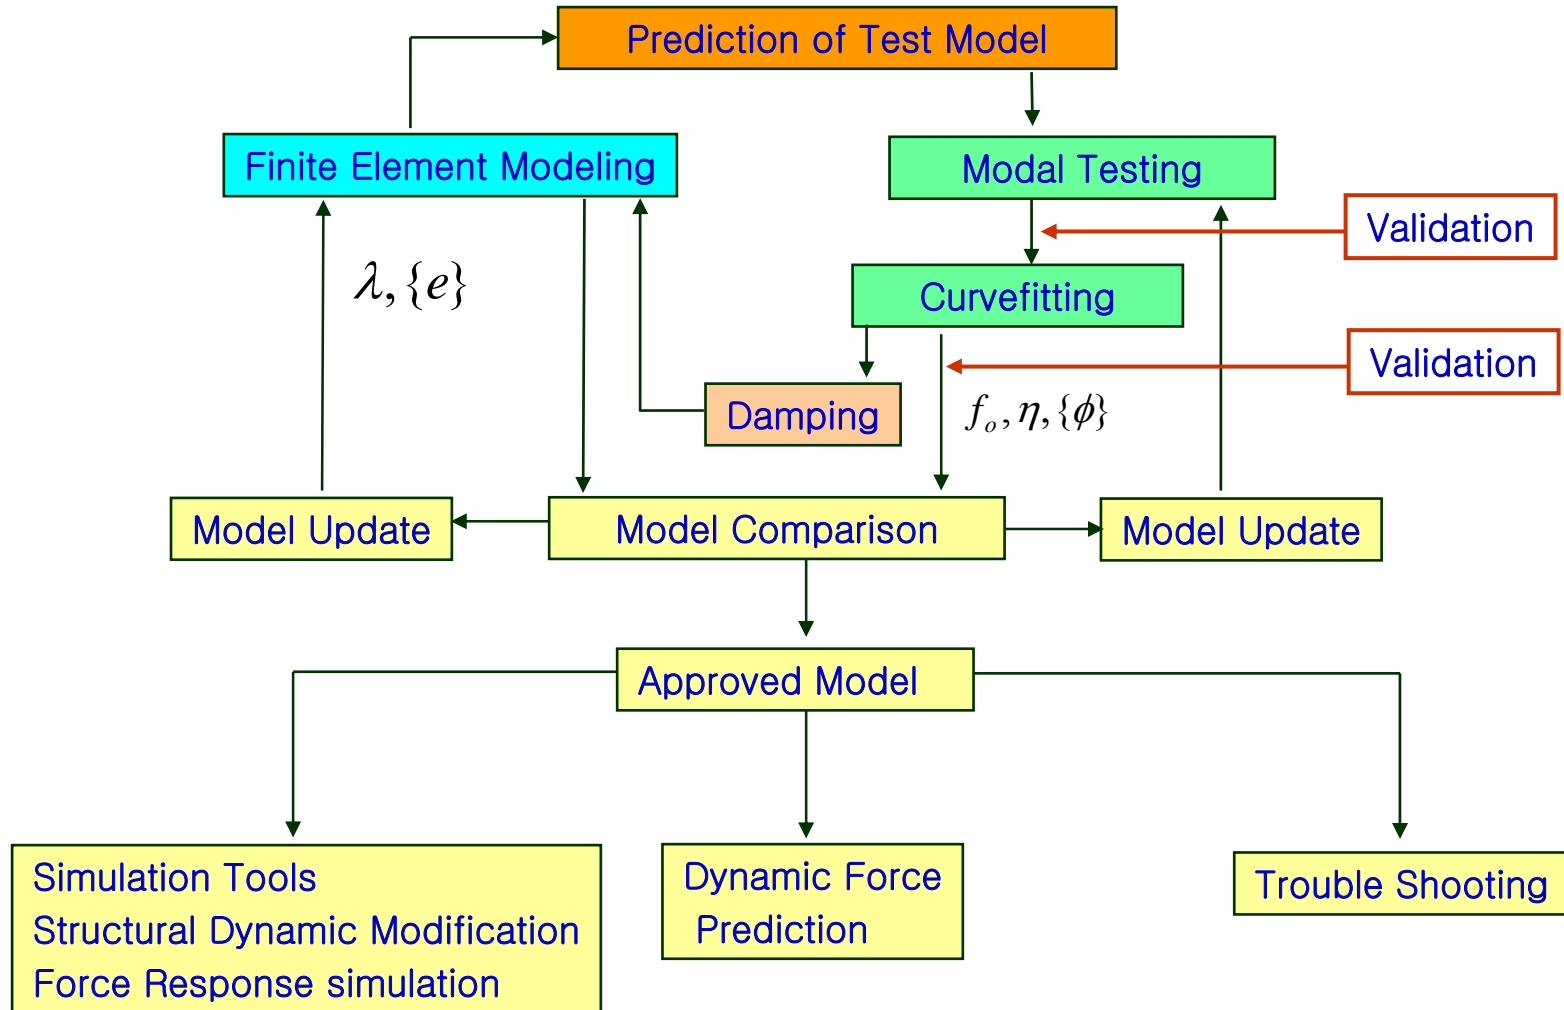 Prediction of Test Model
Finite Element Modeling
Modal Testing
Validation
λ, {e}
Curvefitting
Validation
Damping
fₒ, η, {ϕ}
Model Update
Model Comparison
Model Update
Approved Model
Simulation Tools
Structural Dynamic Modification
Force Response simulation
Dynamic Force
Prediction
Trouble Shooting